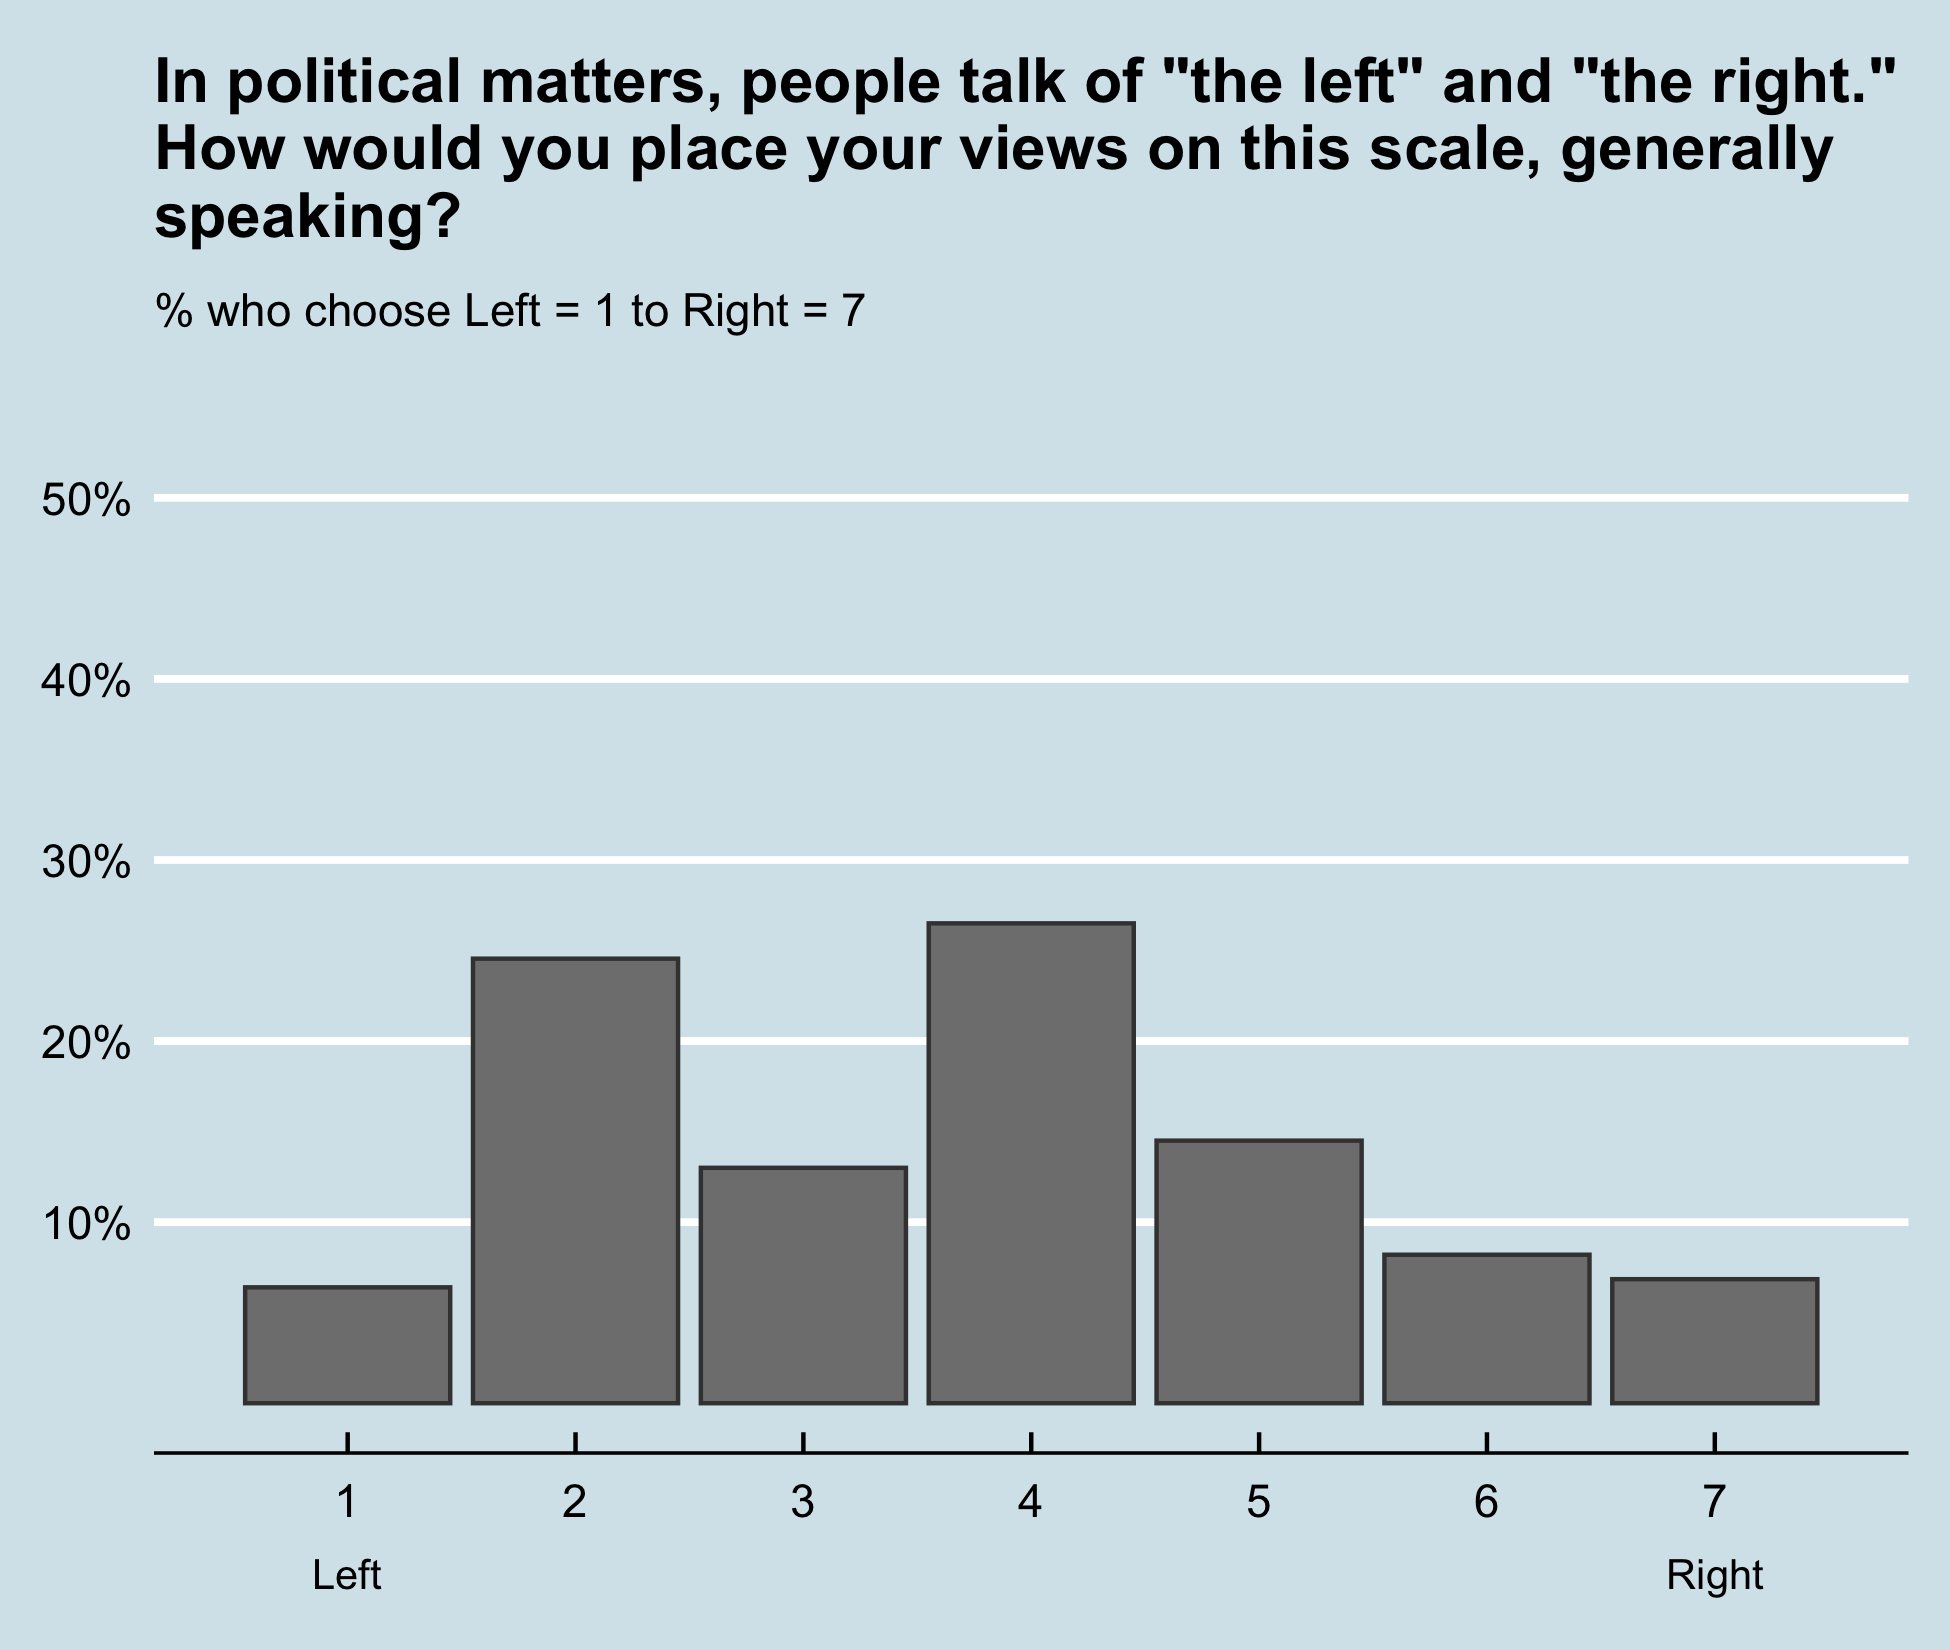 In political matters, people talk of "the left" and "the right."
How would you place your views on this scale, generally
speaking?
% who choose Left = 1 to Right = 7
50%
40%
30%
20%
10%
1 2 3 4 5 6 7
Left Right